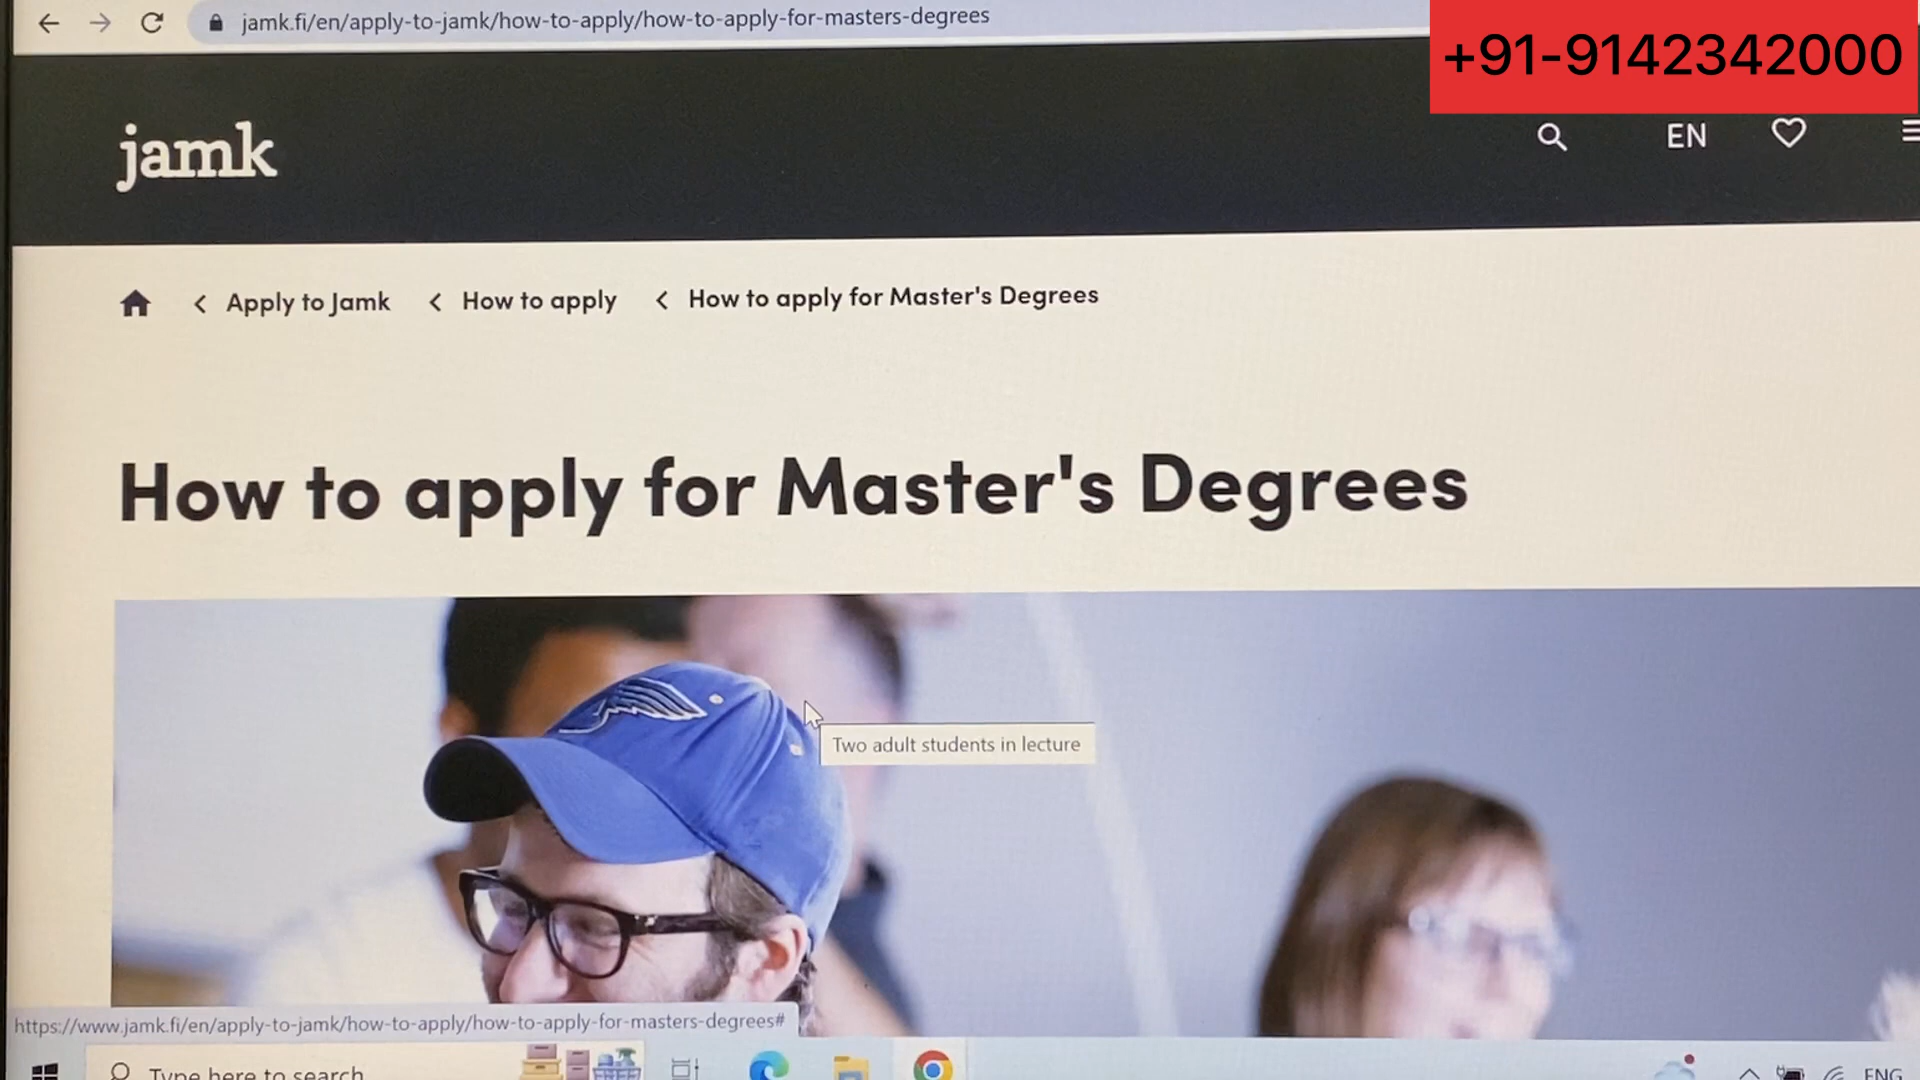 jamk.fi/en/apply-to-jamk/how-to-apply/how-to-apply-for-masters-degrees
+91-9142342000
jamk
EN
Apply to Jamk
How to apply
How to apply for Master's Degrees
How to apply for Master's Degrees
Two adult students in lecture
https://www.jamk.fi/en/apply-to-jamk/how-to-apply/how-to-apply-for-masters-degrees#
Type here to search
ENG